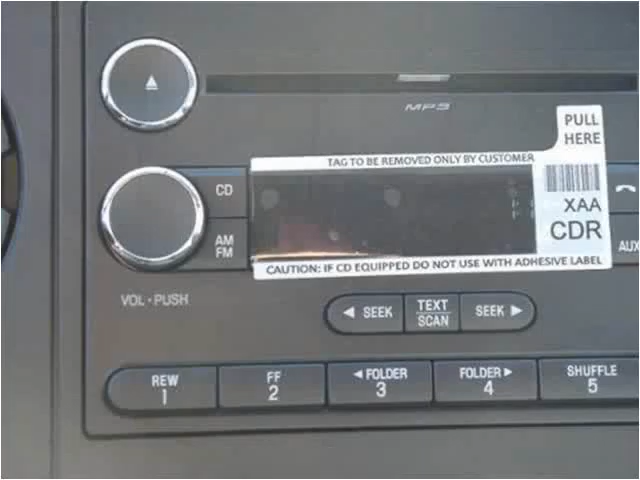 MP3
PULL
HERE
TAG TO BE REMOVED ONLY BY CUSTOMER
CD
XAA
CDR
AM
FM
AUX
CAUTION: IF CD EQUIPPED DO NOT USE WITH ADHESIVE LABEL
VOL • PUSH
◄ SEEK
TEXT
SCAN
SEEK ►
REW
1
FF
2
◄ FOLDER
3
FOLDER ►
4
SHUFFLE
5